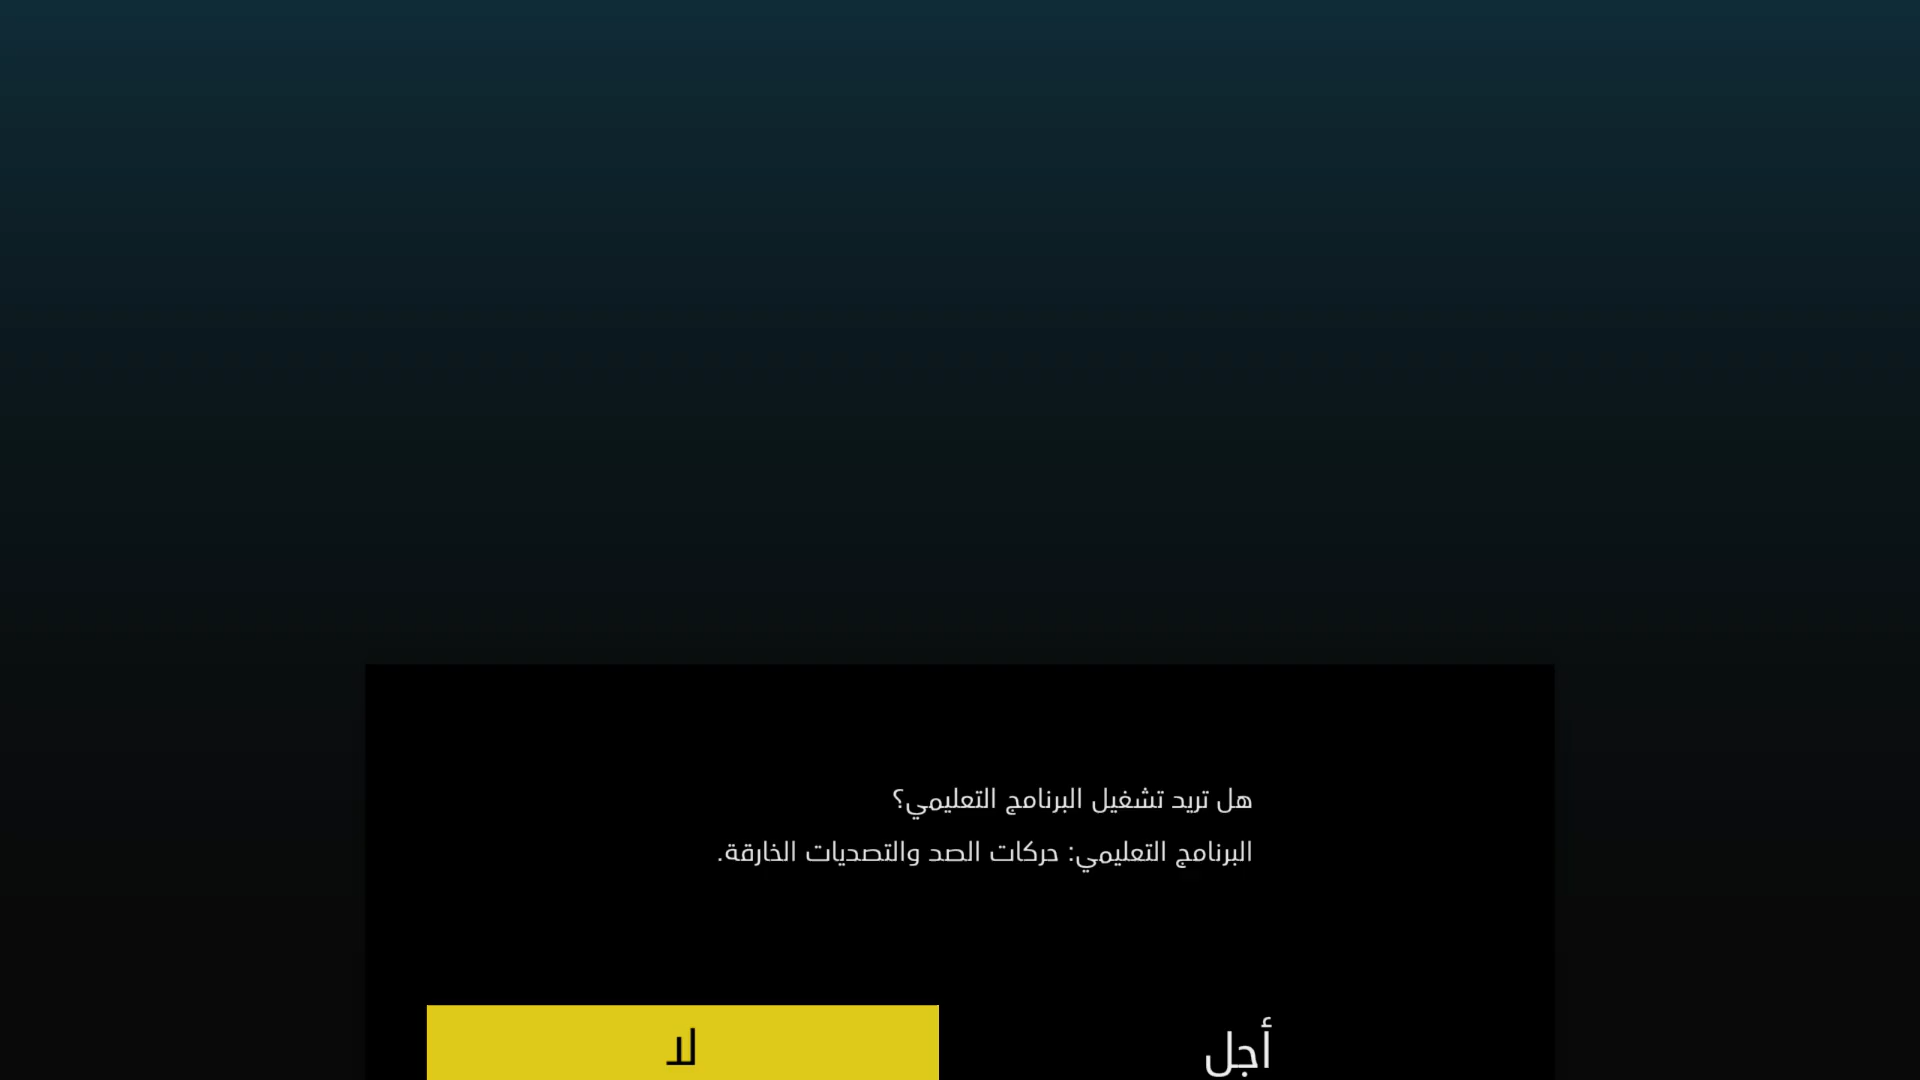 هل تريد تشغيل البرنامج التعليمي؟
البرنامج التعليمي: حركات الصد والتصديات الخارقة.
أجل
لا